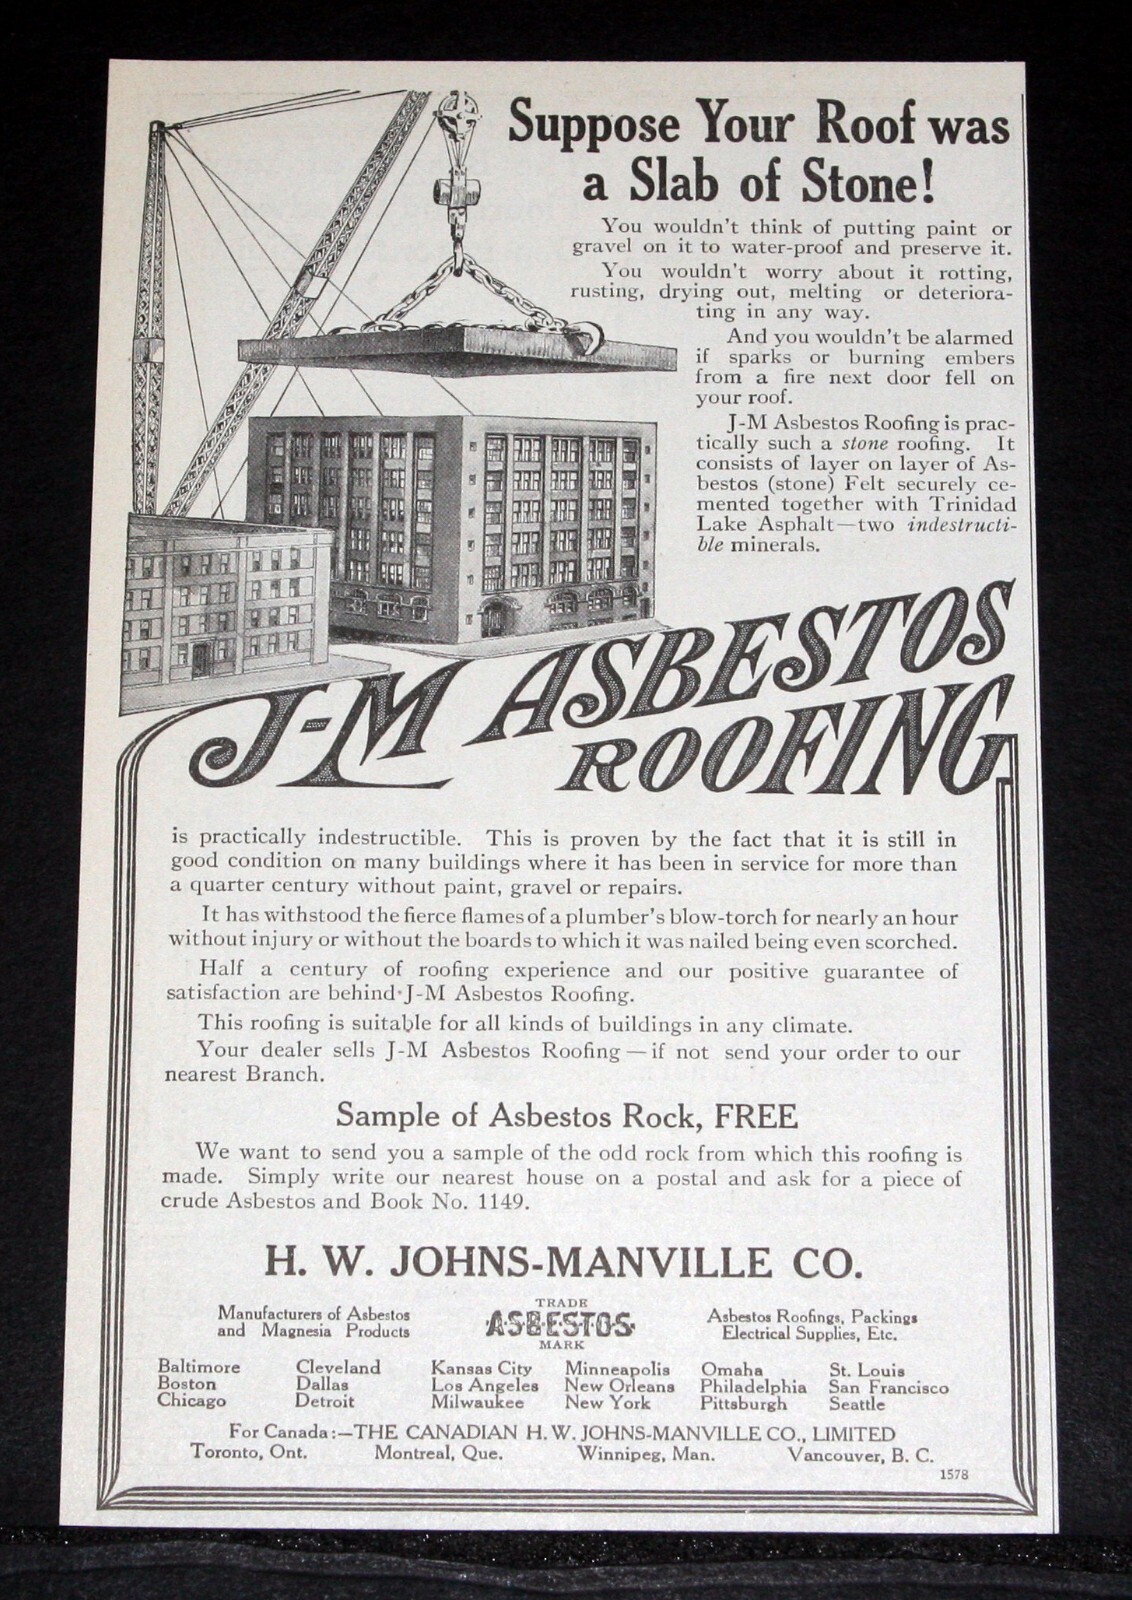 Suppose Your Roof was
a Slab of Stone!
You wouldn't think of putting paint or
gravel on it to water-proof and preserve it.
You wouldn't worry about it rotting,
rusting, drying out, melting or deteriora-
ting in any way.
And you wouldn't be alarmed
if sparks or burning embers
from a fire next door fell on
your roof.
J-M Asbestos Roofing is prac-
tically such a stone roofing. It
consists of layer on layer of As-
bestos (stone) Felt securely ce-
mented together with Trinidad
Lake Asphalt—two indestructi-
ble minerals.
J-M ASBESTOS
ROOFING
is practically indestructible. This is proven by the fact that it is still in
good condition on many buildings where it has been in service for more than
a quarter century without paint, gravel or repairs.
It has withstood the fierce flames of a plumber's blow-torch for nearly an hour
without injury or without the boards to which it was nailed being even scorched.
Half a century of roofing experience and our positive guarantee of
satisfaction are behind J-M Asbestos Roofing.
This roofing is suitable for all kinds of buildings in any climate.
Your dealer sells J-M Asbestos Roofing—if not send your order to our
nearest Branch.
Sample of Asbestos Rock, FREE
We want to send you a sample of the odd rock from which this roofing is
made. Simply write our nearest house on a postal and ask for a piece of
crude Asbestos and Book No. 1149.
H. W. JOHNS-MANVILLE CO.
Manufacturers of Asbestos
and Magnesia Products
TRADE
ASBESTOS
MARK
Asbestos Roofings, Packings
Electrical Supplies, Etc.
Baltimore Cleveland Kansas City Minneapolis Omaha St. Louis
Boston Dallas Los Angeles New Orleans Philadelphia San Francisco
Chicago Detroit Milwaukee New York Pittsburgh Seattle
For Canada:—THE CANADIAN H. W. JOHNS-MANVILLE CO., LIMITED
Toronto, Ont. Montreal, Que. Winnipeg, Man. Vancouver, B. C.
1578